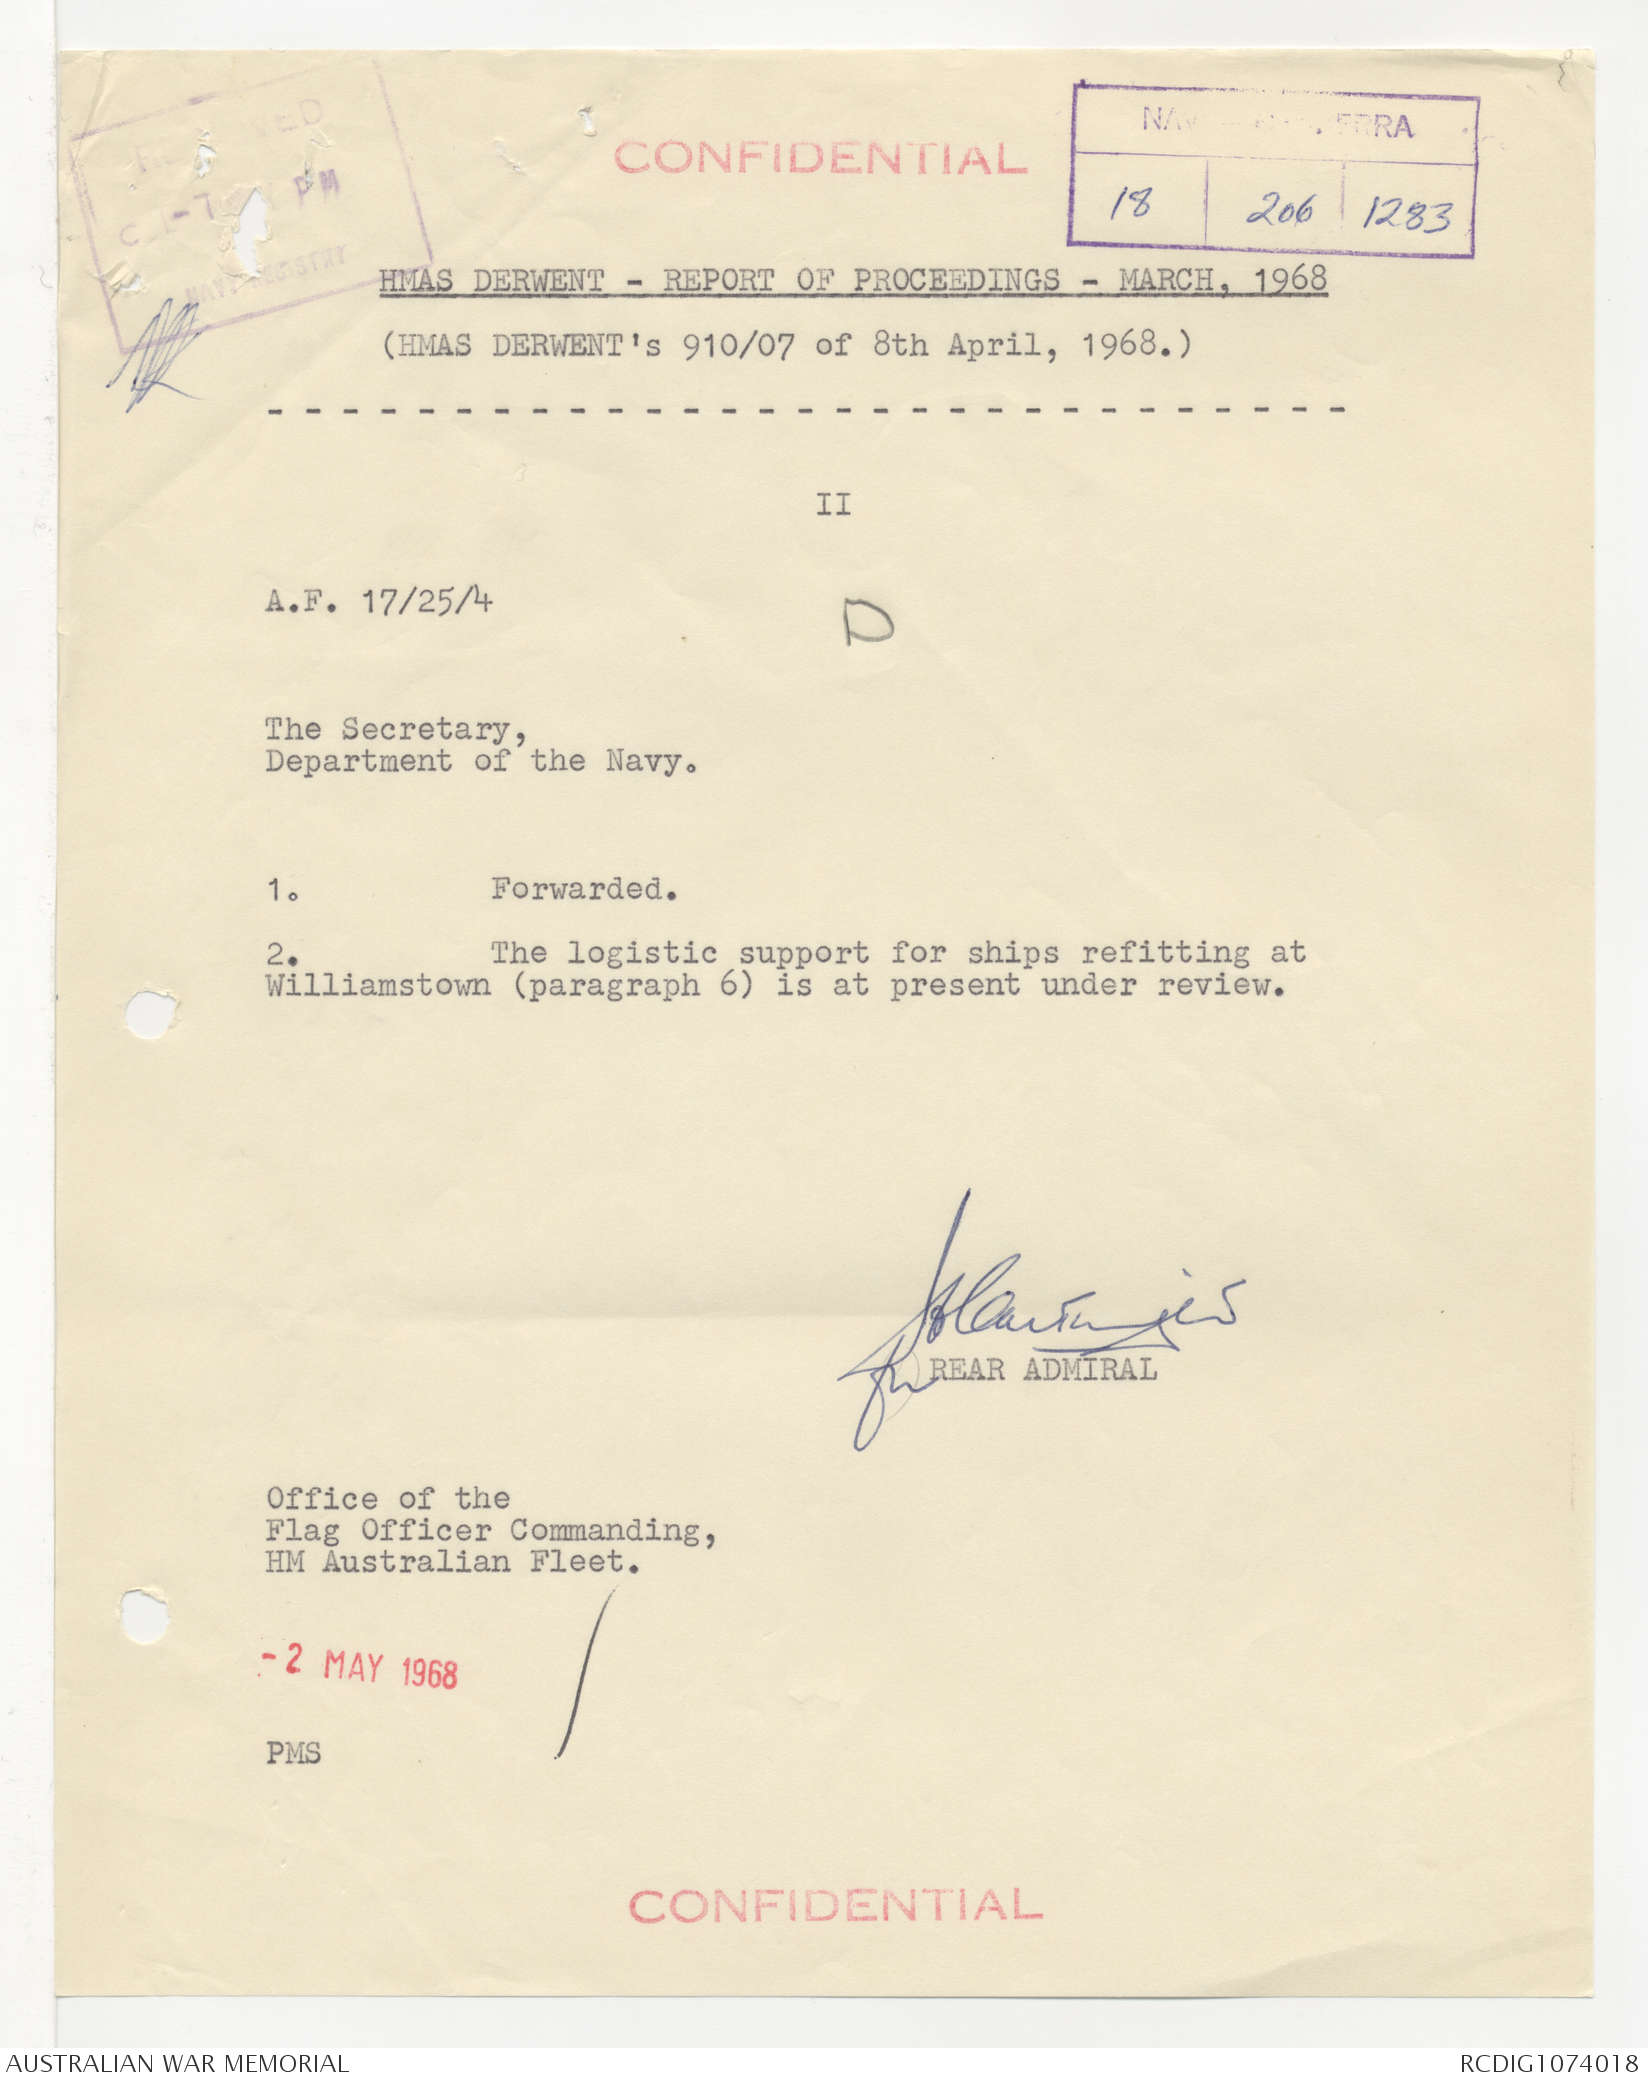 CONFIDENTIAL
18 206 1283
PM
HMAS DERWENT - REPORT OF PROCEEDINGS - MARCH, 1968
(HMAS DERWENT's 910/07 of 8th April, 1968.)
II
A.F. 17/25/4
D
The Secretary,
Department of the Navy.
1. Forwarded.
2. The logistic support for ships refitting at
Williamstown (paragraph 6) is at present under review.
REAR ADMIRAL
Office of the
Flag Officer Commanding,
HM Australian Fleet.
-2 MAY 1968
PMS
CONFIDENTIAL
AUSTRALIAN WAR MEMORIAL
RCDIG1074018